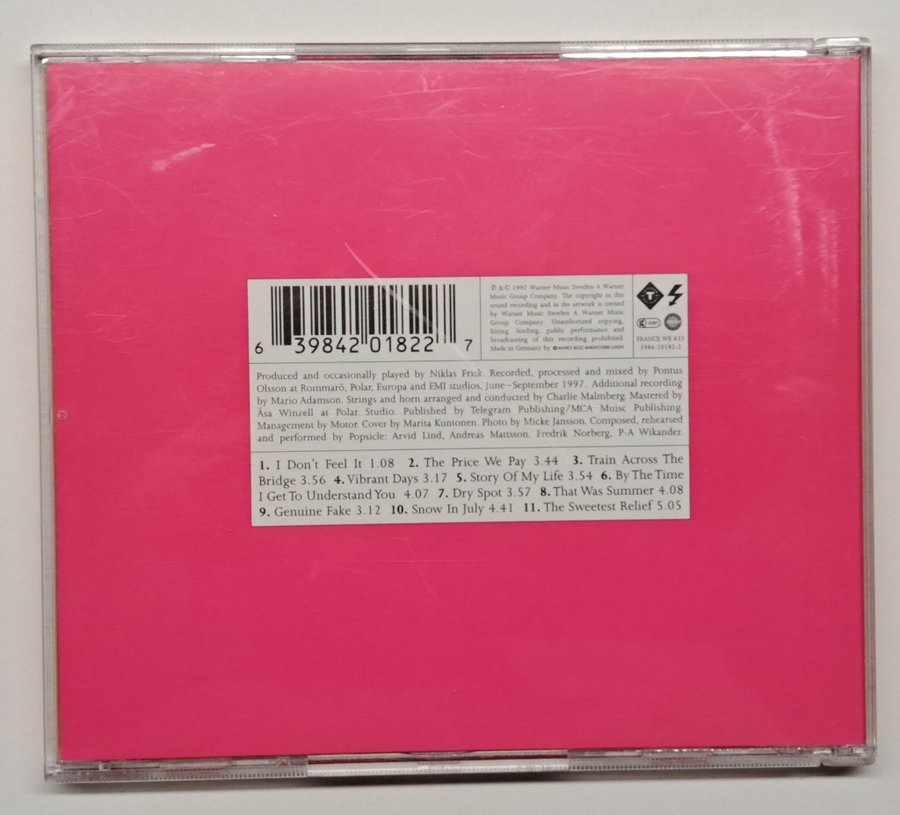 6 39842 01822 7
℗ & © 1997 Warner Music Sweden A Warner
Music Group Company. The copyright in this
sound recording and in the artwork is owned
by Warner Music Sweden A Warner Music
Group Company. Unauthorized copying,
hiring, lending, public performance and
broadcasting of this recording prohibited.
Made in Germany by
T
FRANCE WE 833
3984-20182-2
Produced and occasionally played by Niklas Frisk. Recorded, processed and mixed by Pontus
Olsson at Rommarö, Polar, Europa and EMI studios, June–September 1997. Additional recording
by Mario Adamson. Strings and horn arranged and conducted by Charlie Malmberg. Mastered by
Åsa Winzell at Polar Studio. Published by Telegram Publishing/MCA Muisc Publishing.
Management by Motor. Cover by Marita Kuntonen. Photo by Micke Jansson. Composed, rehearsed
and performed by Popsicle: Arvid Lind, Andreas Mattsson. Fredrik Norberg, P-A Wikander.
1. I Don't Feel It 1.08 2. The Price We Pay 3.44 3. Train Across The
Bridge 3.56 4. Vibrant Days 3.17 5. Story Of My Life 3.54 6. By The Time
I Get To Understand You 4.07 7. Dry Spot 3.57 8. That Was Summer 4.08
9. Genuine Fake 3.12 10. Snow In July 4.41 11. The Sweetest Relief 5.05